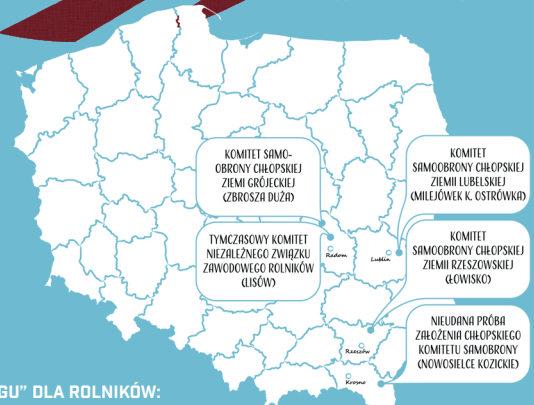 KOMITET SAMO-
OBRONY CHŁOPSKIEJ
ZIEMI GRÓJECKIEJ
(ZBROSZA DUŻA)
KOMITET
SAMOOBRONY CHŁOPSKIEJ
ZIEMII LUBELSKIEJ
(MILEJÓWEK K. OSTRÓWKA)
TYMCZASOWY KOMITET
NIEZALEŻNEGO ZWIĄZKU
ZAWODOWEGO ROLNIKÓW
(LISÓW)
Radom
Lublin
KOMITET
SAMOOBRONY CHŁOPSKIEJ
ZIEMII RZESZOWSKIEJ
(ŁOWISKO)
NIEUDANA PRÓBA
ZAŁOŻENIA CHŁOPSKIEGO
KOMITETU SAMOBRONY
(NOWOSIELCE KOZICKIE)
Rzeszów
Krosno
GU” DLA ROLNIKÓW: